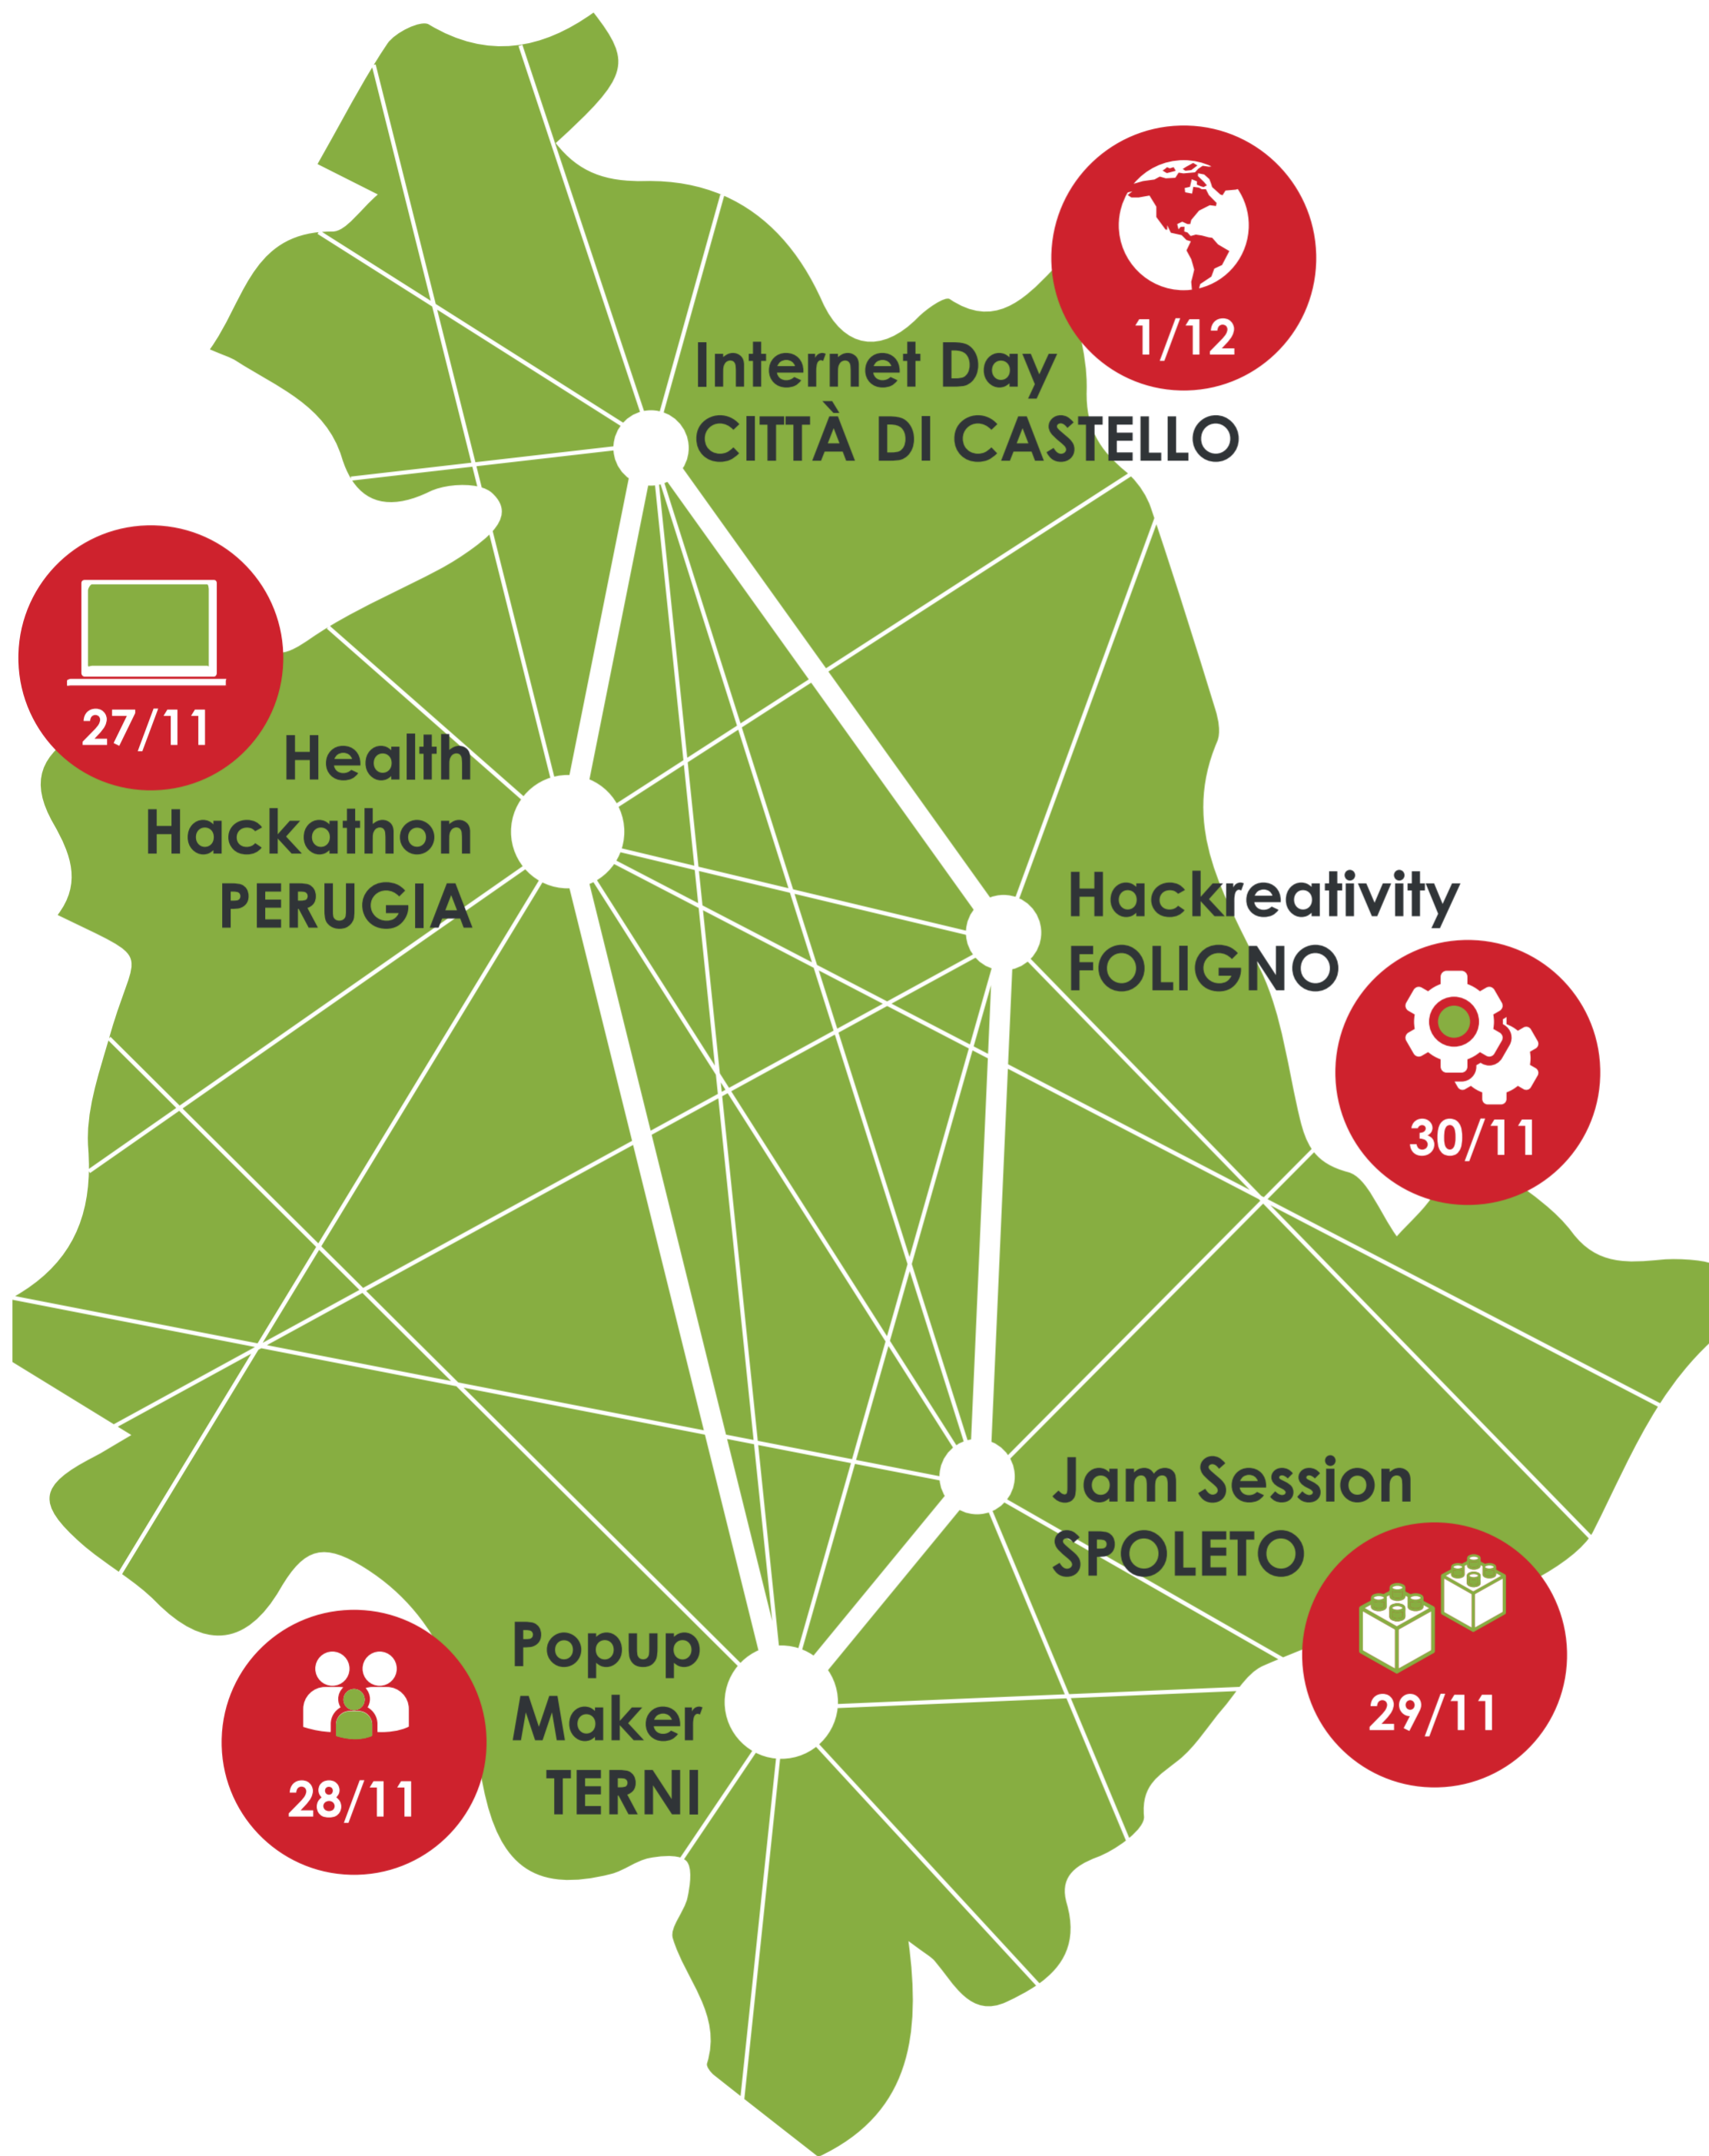 1/12
Internet Day
CITTÀ DI CASTELLO
27/11
Health
Hackathon
PERUGIA
Hackreativity
FOLIGNO
30/11
Jam Session
SPOLETO
29/11
Popup
Maker
TERNI
28/11